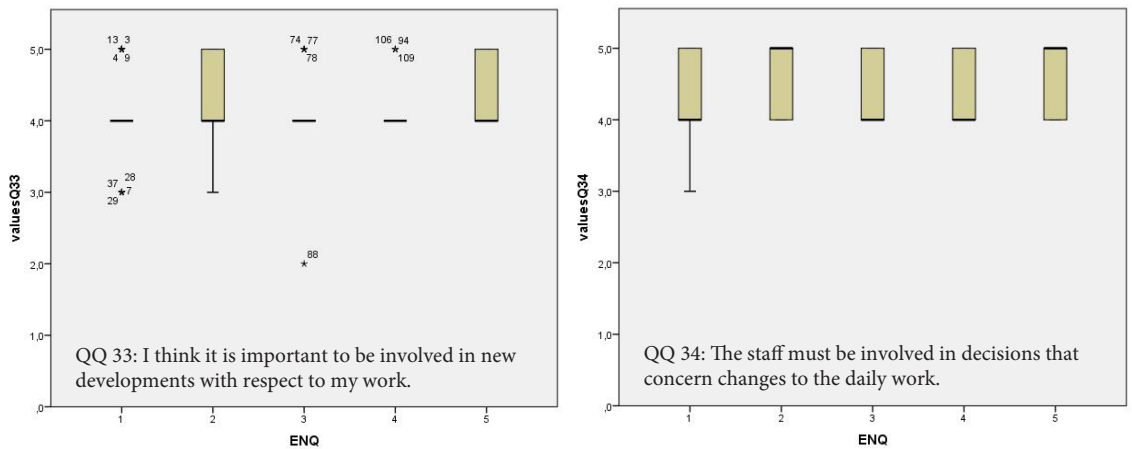 13 3
4 9
74 77
78
106 94
109
5,0
4,0
37 28
7
29
3,0
88
2,0
1,0
,0
valuesQ33
QQ 33: I think it is important to be involved in new
developments with respect to my work.
1 2 3 4 5
ENQ
5,0
4,0
3,0
2,0
1,0
,0
valuesQ34
QQ 34: The staff must be involved in decisions that
concern changes to the daily work.
1 2 3 4 5
ENQ